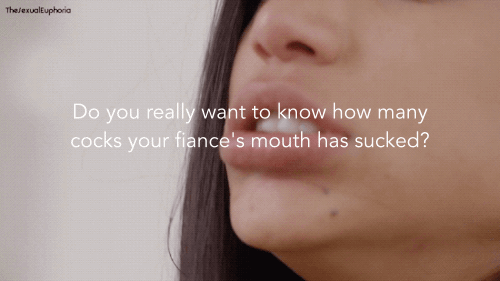 TheSexualEuphoria
Do you really want to know how many
cocks your fiance's mouth has sucked?